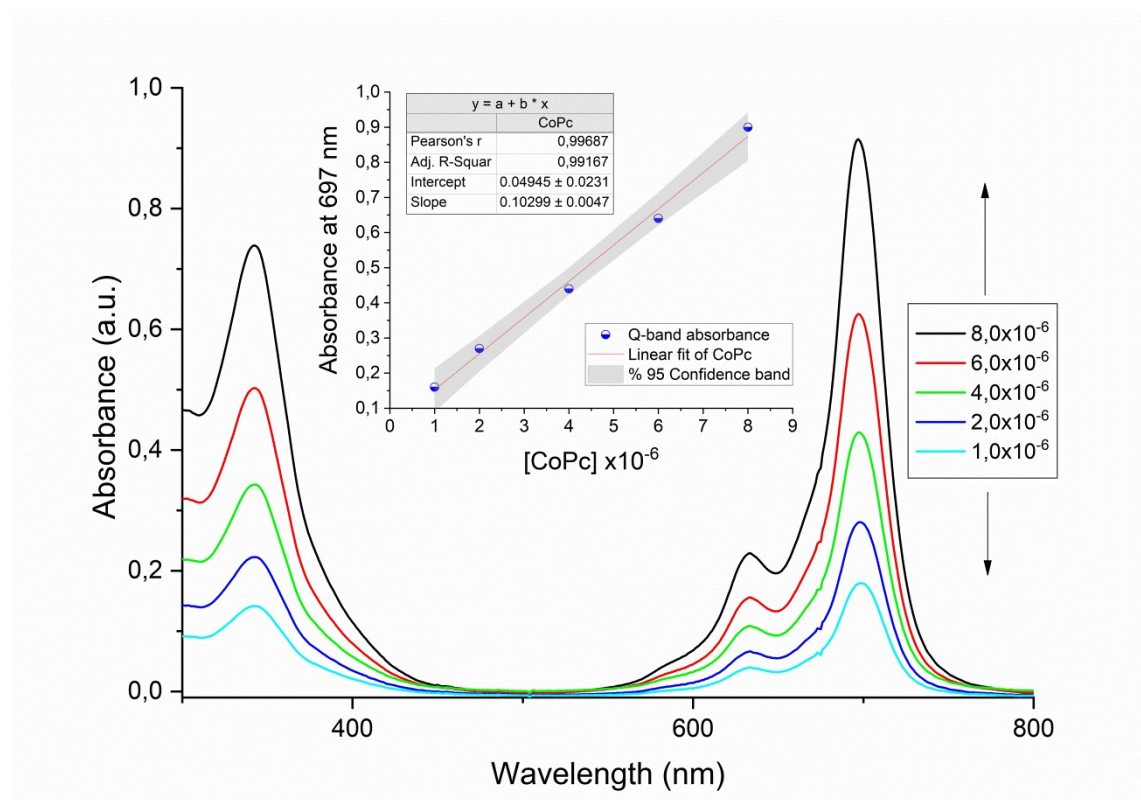 Absorbance (a.u.)
1,0
0,8
0,6
0,4
0,2
0,0
400 600 800
Wavelength (nm)
Absorbance at 697 nm
1,0
0,9
0,8
0,7
0,6
0,5
0,4
0,3
0,2
0,1
0 1 2 3 4 5 6 7 8 9
[CoPc] x10⁻⁶
y = a + b * x
CoPc
Pearson's r 0,99687
Adj. R-Squar 0,99167
Intercept 0.04945 ± 0.0231
Slope 0.10299 ± 0.0047
Q-band absorbance
Linear fit of CoPc
% 95 Confidence band
8,0x10⁻⁶
6,0x10⁻⁶
4,0x10⁻⁶
2,0x10⁻⁶
1,0x10⁻⁶